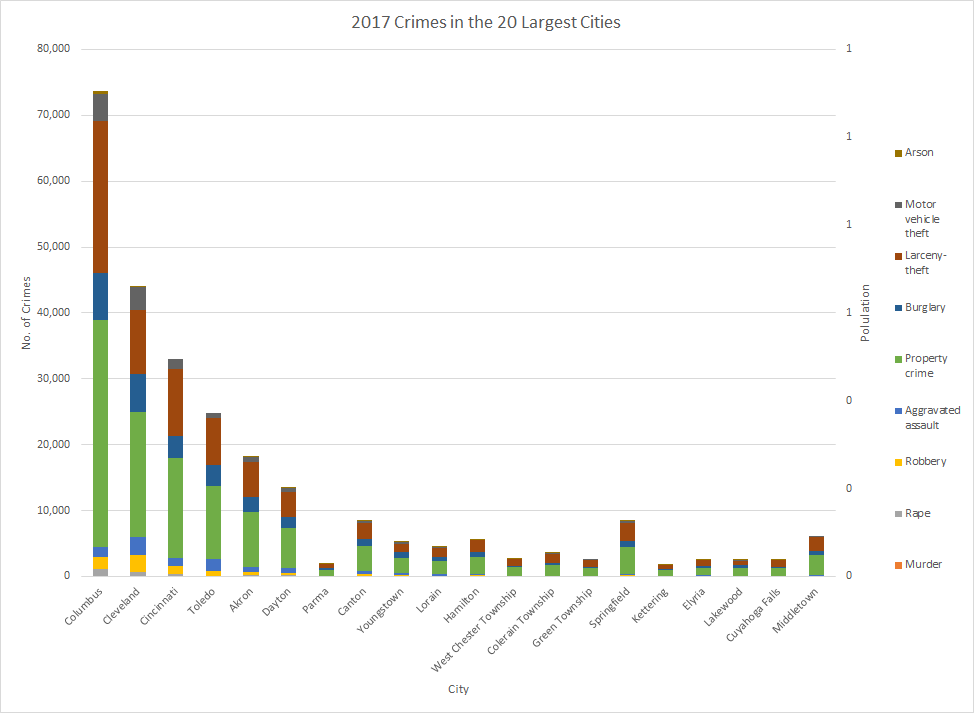 2017 Crimes in the 20 Largest Cities
80,000
70,000
60,000
50,000
40,000
30,000
20,000
10,000
0
No. of Crimes
1
1
1
1
0
0
0
Polulation
Columbus
Cleveland
Cincinnati
Toledo
Akron
Dayton
Parma
Canton
Youngstown
Lorain
Hamilton
West Chester Township
Colerain Township
Green Township
Springfield
Kettering
Elyria
Lakewood
Cuyahoga Falls
Middletown
City
Arson
Motor
vehicle
theft
Larceny-
theft
Burglary
Property
crime
Aggravated
assault
Robbery
Rape
Murder